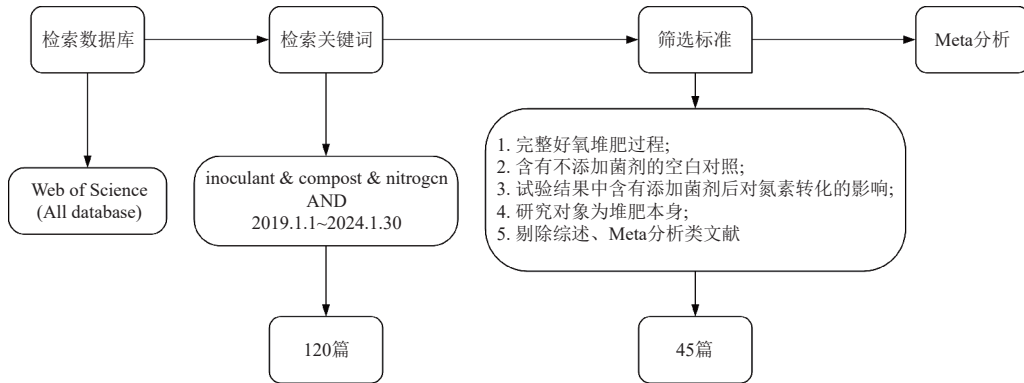 检索数据库
检索关键词
筛选标准
Meta分析
Web of Science
(All database)
inoculant & compost & nitrogcn
AND
2019.1.1~2024.1.30
1. 完整好氧堆肥过程;
2. 含有不添加菌剂的空白对照;
3. 试验结果中含有添加菌剂后对氮素转化的影响;
4. 研究对象为堆肥本身;
5. 剔除综述、Meta分析类文献
120篇
45篇